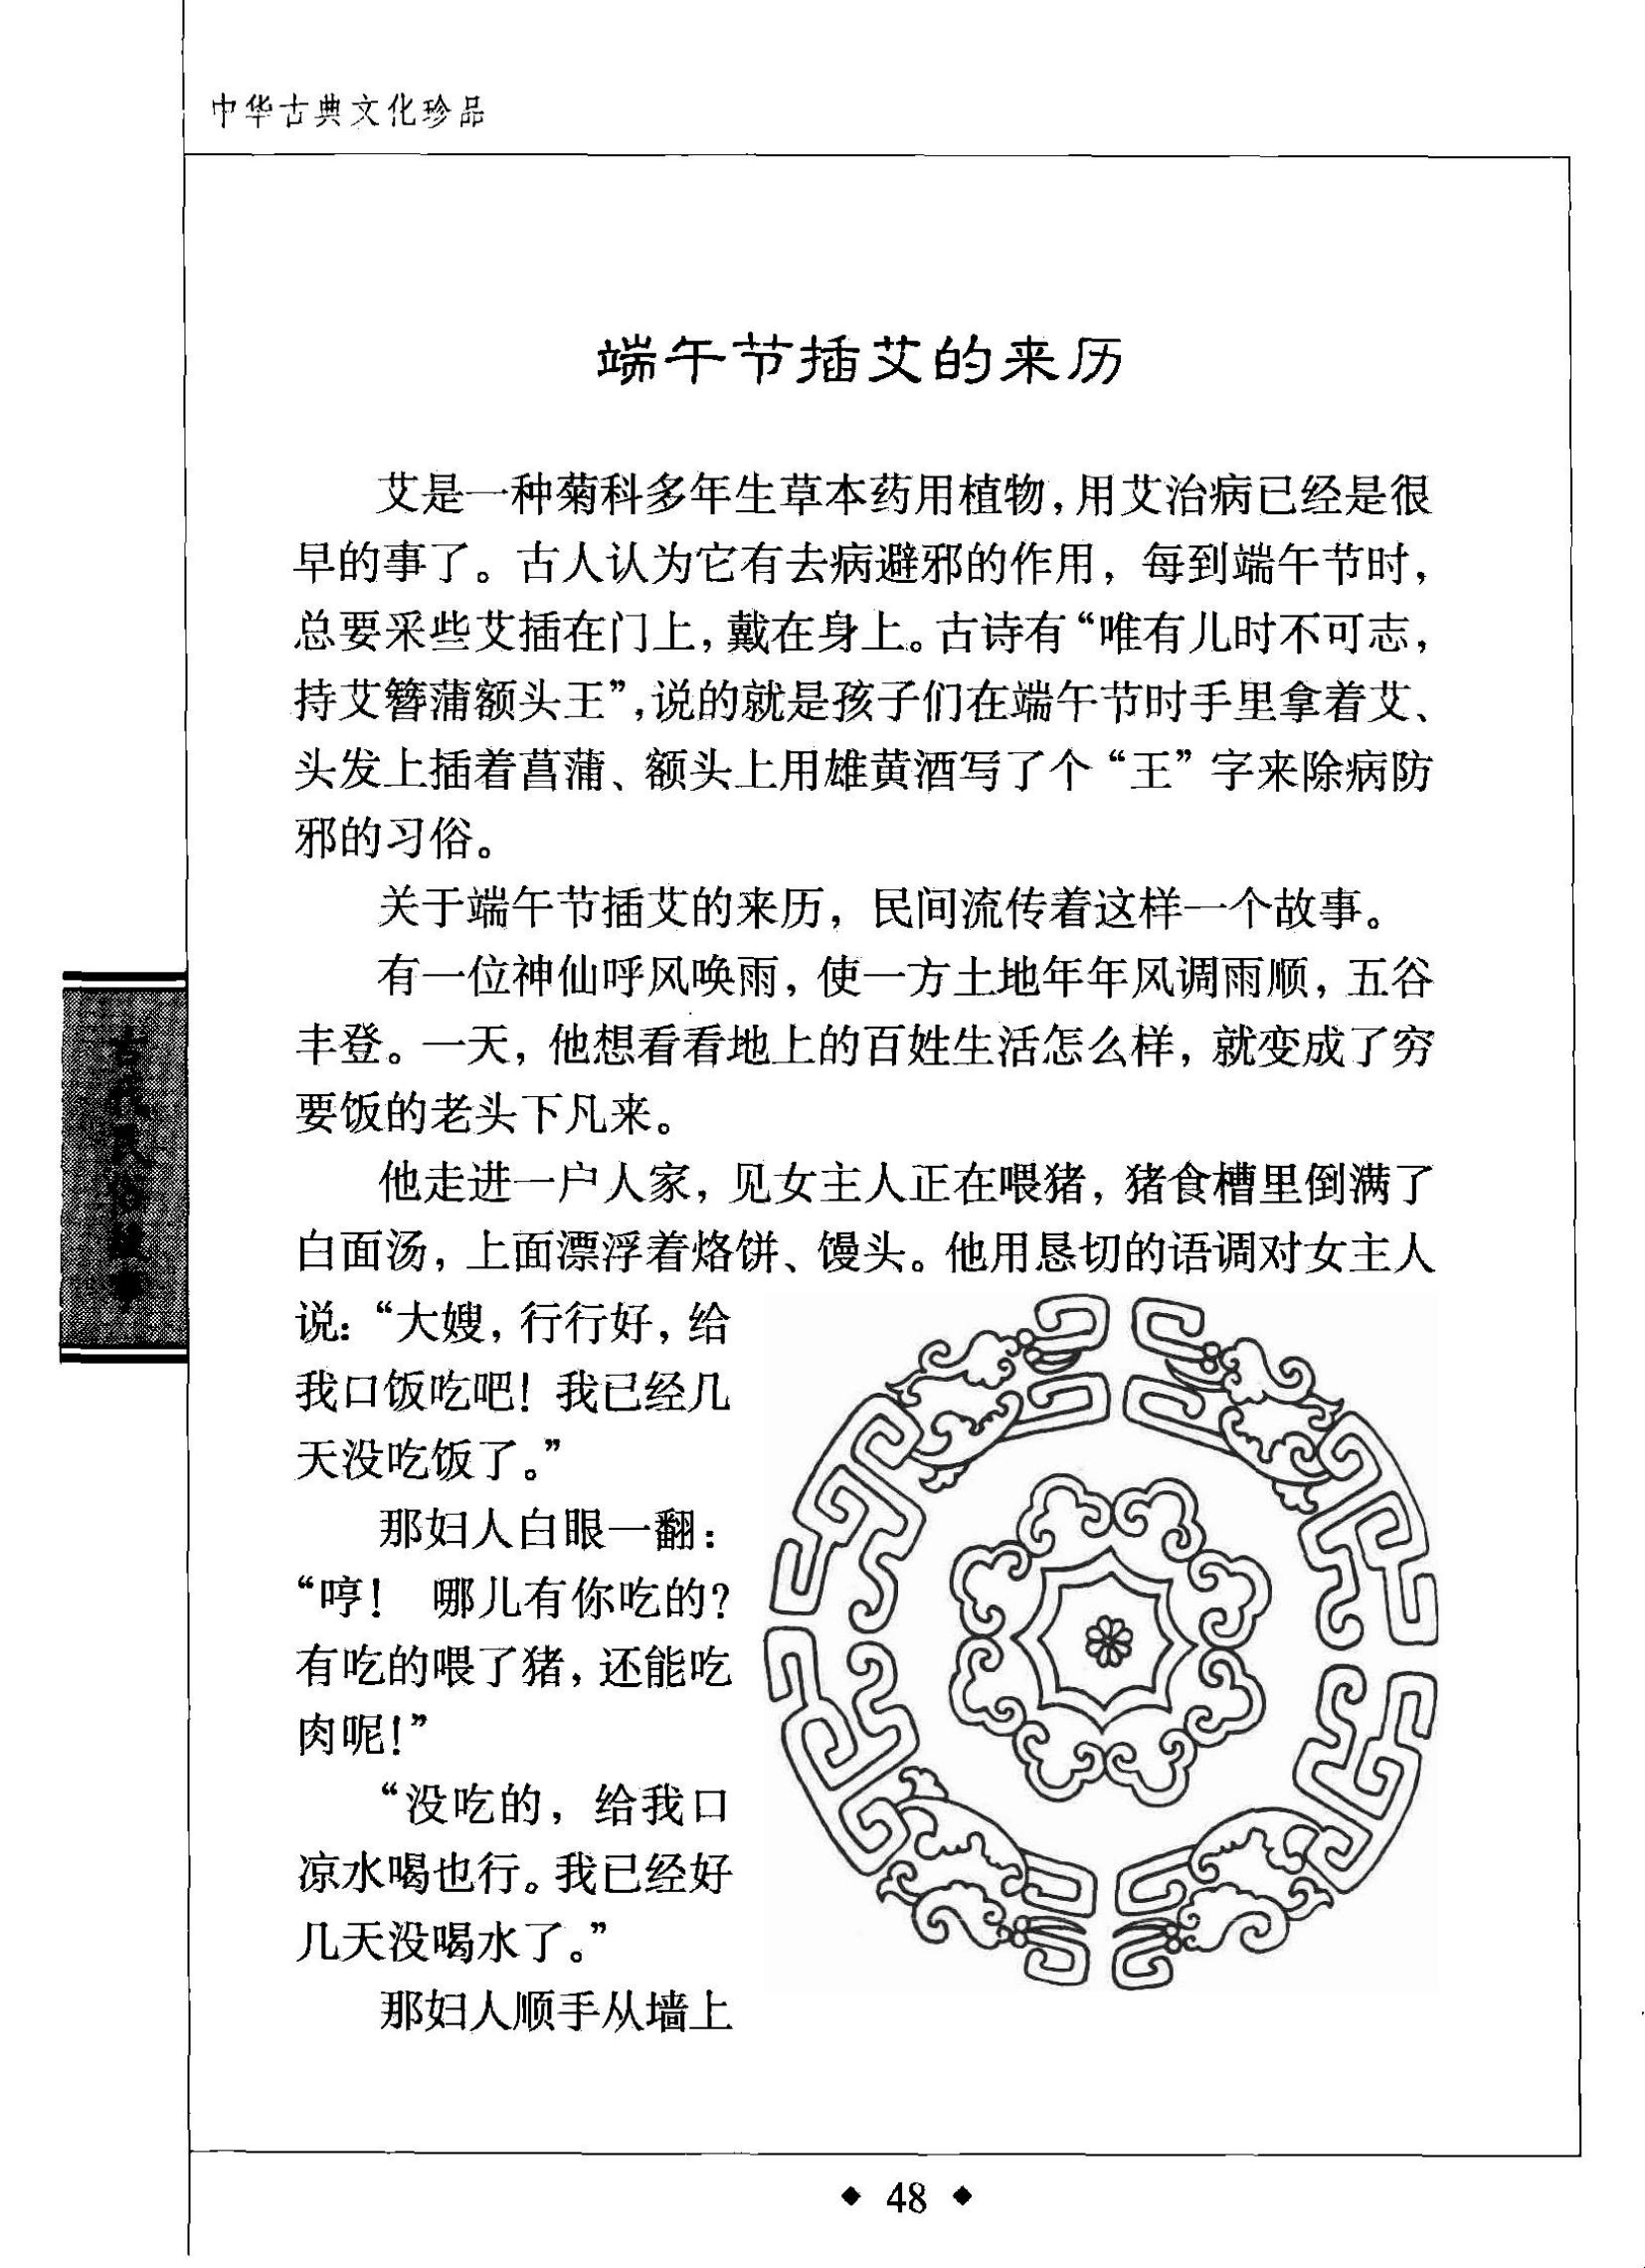 中华古典文化珍品
端午节插艾的来历
艾是一种菊科多年生草本药用植物,用艾治病已经是很
早的事了。古人认为它有去病避邪的作用，每到端午节时，
总要采些艾插在门上,戴在身上。古诗有“唯有儿时不可志，
持艾簪蒲额头王”,说的就是孩子们在端午节时手里拿着艾、
头发上插着菖蒲、额头上用雄黄酒写了个“王”字来除病防
邪的习俗。
关于端午节插艾的来历，民间流传着这样一个故事。
有一位神仙呼风唤雨，使一方土地年年风调雨顺，五谷
丰登。一天，他想看看地上的百姓生活怎么样，就变成了穷
要饭的老头下凡来。
他走进一户人家，见女主人正在喂猪，猪食槽里倒满了
白面汤，上面漂浮着烙饼、馒头。他用恳切的语调对女主人
说：“大嫂，行行好，给
我口饭吃吧！我已经几
天没吃饭了。”
那妇人白眼一翻：
“哼！ 哪儿有你吃的？
有吃的喂了猪，还能吃
肉呢！”
“没吃的，给我口
凉水喝也行。我已经好
几天没喝水了。”
那妇人顺手从墙上
古代民俗故事
◆ 48 ◆